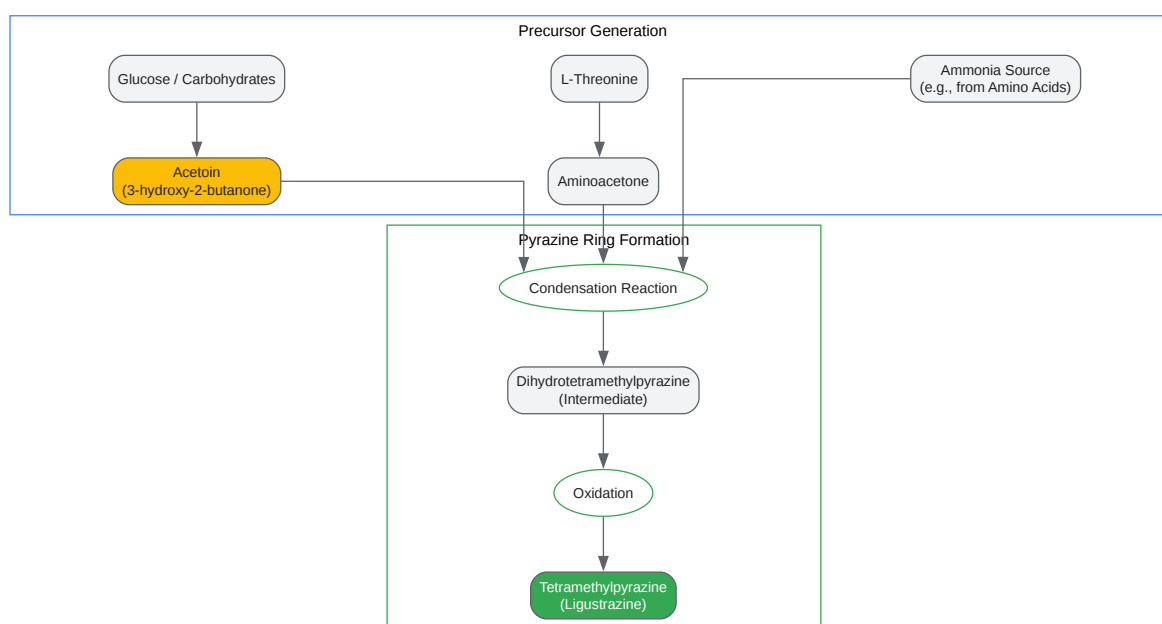 Precursor Generation
Glucose / Carbohydrates
L-Threonine
Ammonia Source
(e.g., from Amino Acids)
Acetoin
(3-hydroxy-2-butanone)
Aminoacetone
Pyrazine Ring Formation
Condensation Reaction
Dihydrotetramethylpyrazine
(Intermediate)
Oxidation
Tetramethylpyrazine
(Ligustrazine)